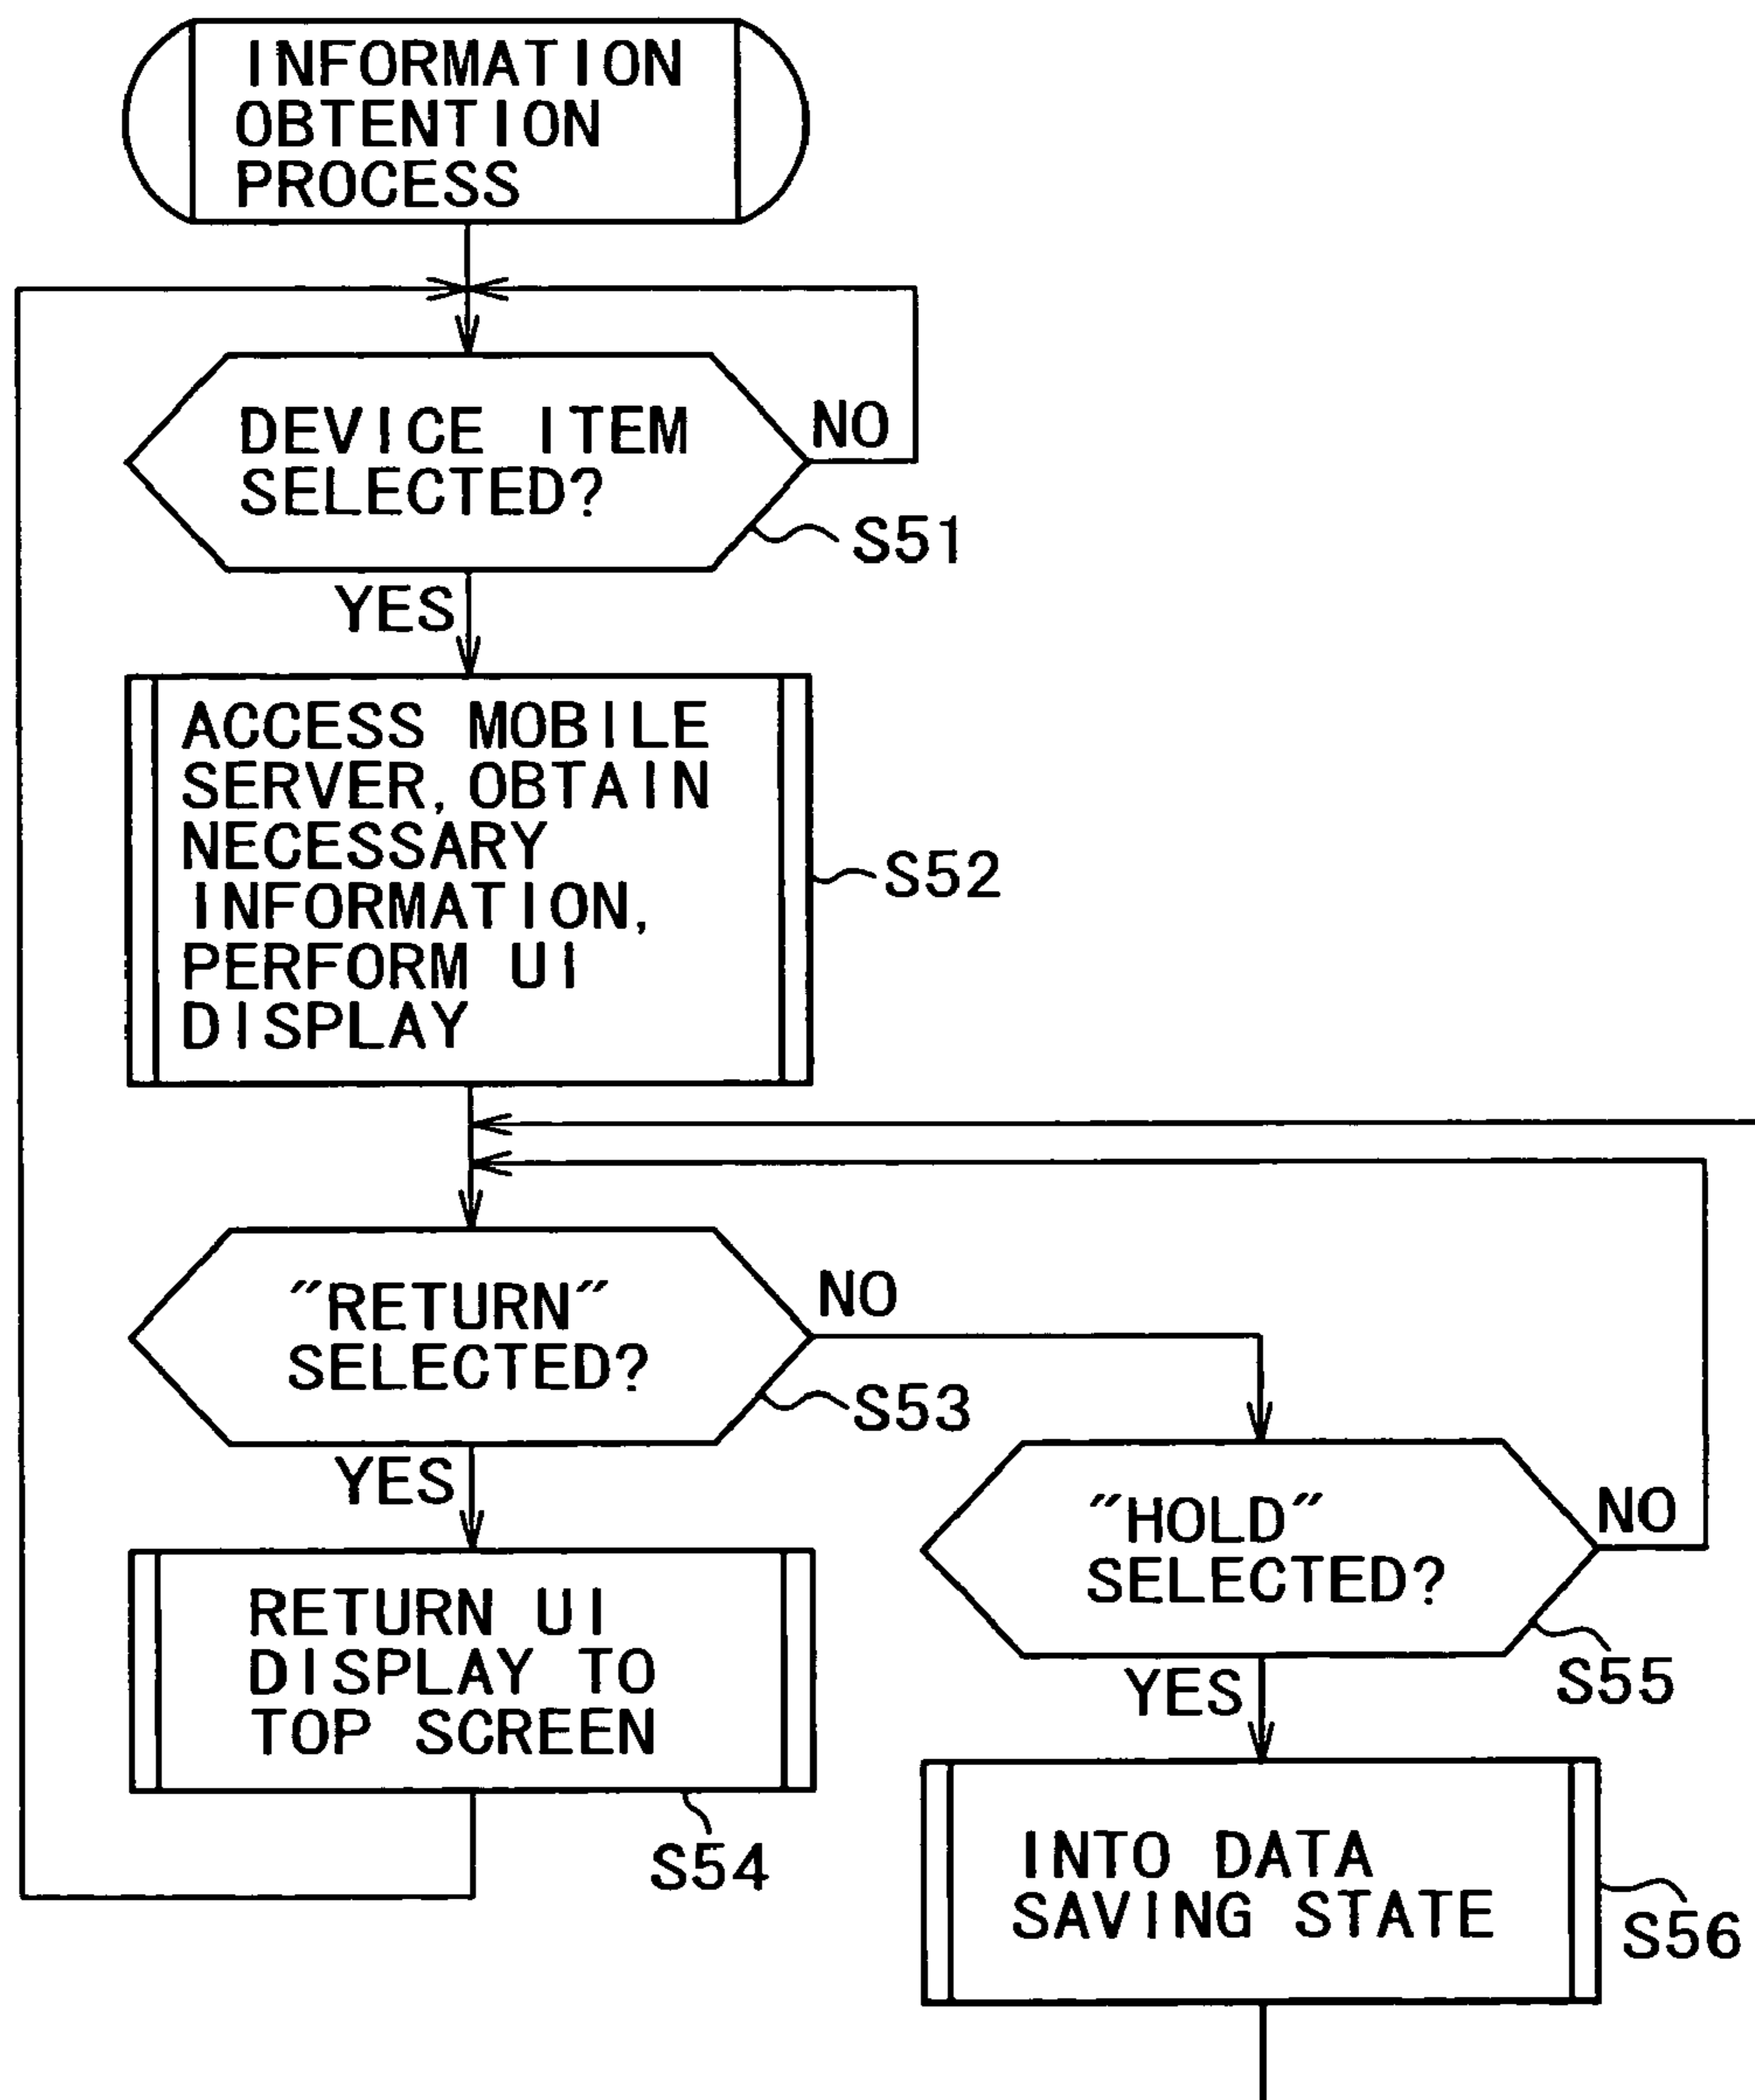 INFORMATION
OBTENTION
PROCESS
DEVICE ITEM
SELECTED?
NO
S51
YES
ACCESS MOBILE
SERVER, OBTAIN
NECESSARY
INFORMATION,
PERFORM UI
DISPLAY
S52
"RETURN"
SELECTED?
NO
S53
YES
RETURN UI
DISPLAY TO
TOP SCREEN
S54
"HOLD"
SELECTED?
NO
S55
YES
INTO DATA
SAVING STATE
S56